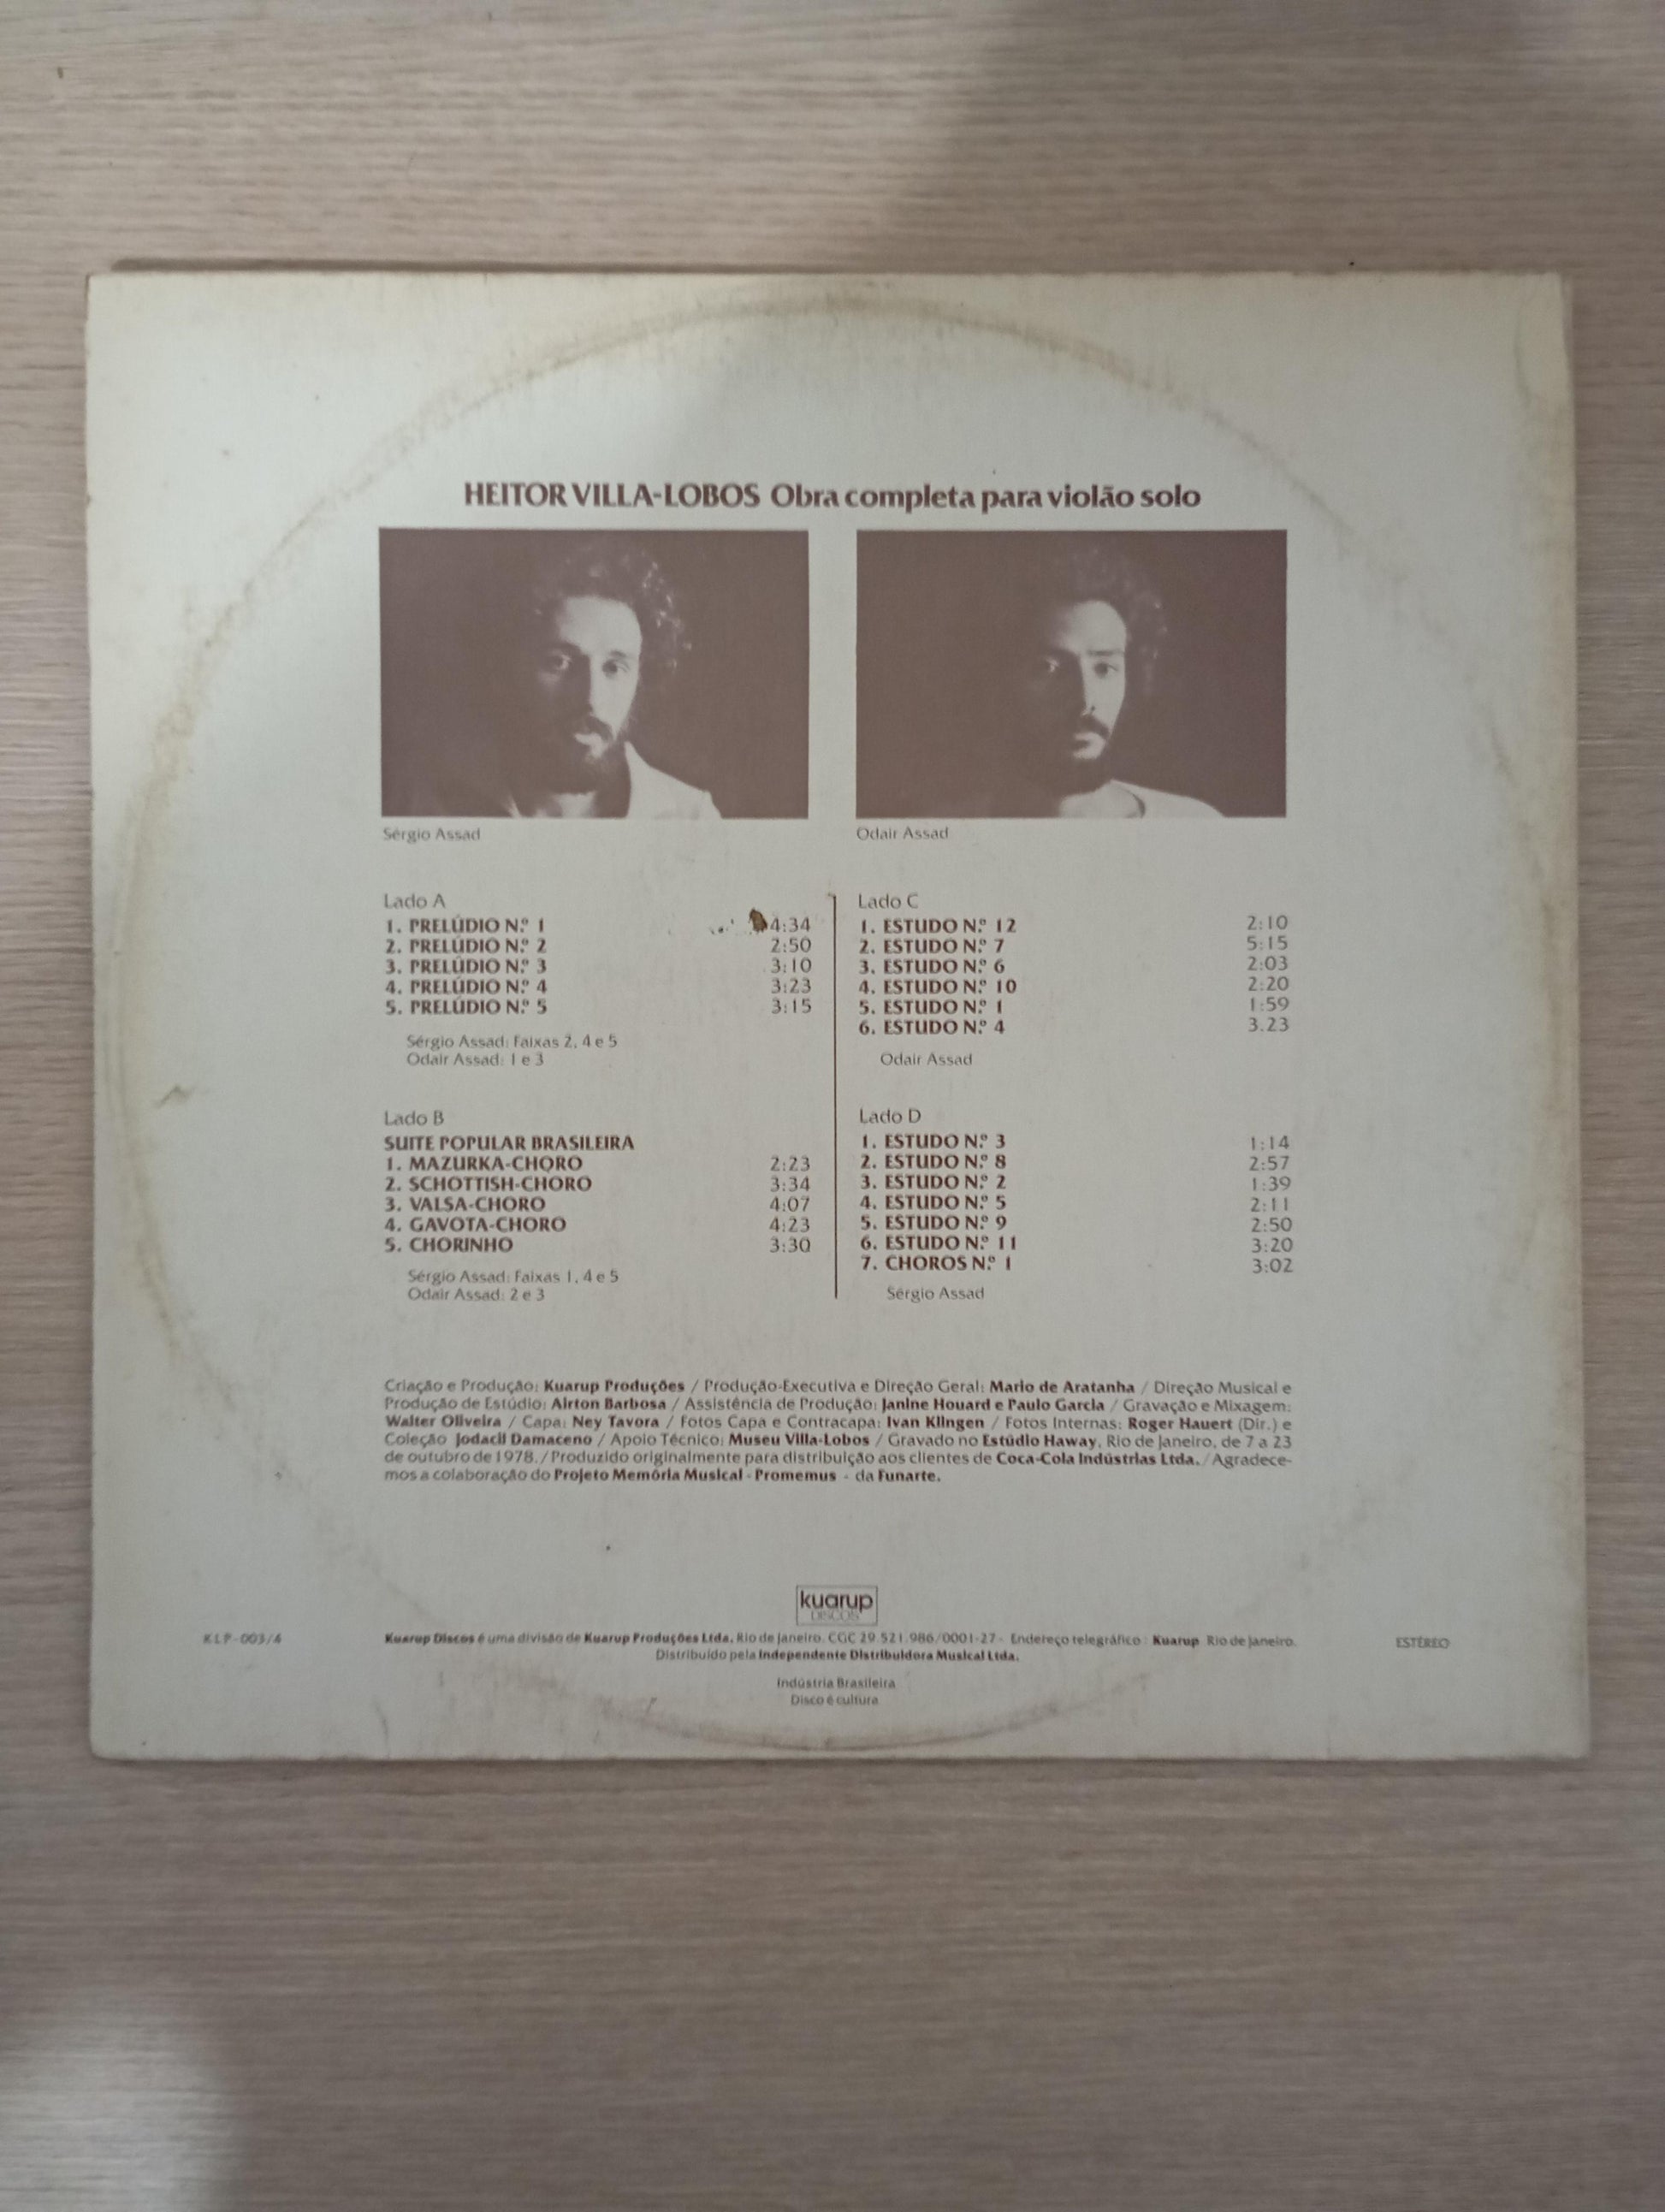 HEITOR VILLA-LOBOS Obra completa para violão solo
Sérgio Assad
Odair Assad
Lado A
1. PRELÚDIO N.º 1 4:34
2. PRELÚDIO N.º 2 2:50
3. PRELÚDIO N.º 3 3:10
4. PRELÚDIO N.º 4 3:23
5. PRELÚDIO N.º 5 3:15
Sérgio Assad: Faixas 2, 4 e 5
Odair Assad: 1 e 3
Lado B
SUITE POPULAR BRASILEIRA
1. MAZURKA-CHORO 2:23
2. SCHOTTISH-CHORO 3:34
3. VALSA-CHORO 4:07
4. GAVOTA-CHORO 4:23
5. CHORINHO 3:30
Sérgio Assad: Faixas 1, 4 e 5
Odair Assad: 2 e 3
Lado C
1. ESTUDO N.º 12 2:10
2. ESTUDO N.º 7 5:15
3. ESTUDO N.º 6 2:03
4. ESTUDO N.º 10 2:20
5. ESTUDO N.º 1 1:59
6. ESTUDO N.º 4 3.23
Odair Assad
Lado D
1. ESTUDO N.º 3 1:14
2. ESTUDO N.º 8 2:57
3. ESTUDO N.º 2 1:39
4. ESTUDO N.º 5 2:11
5. ESTUDO N.º 9 2:50
6. ESTUDO N.º 11 3:20
7. CHOROS N.º 1 3:02
Sérgio Assad
Criação e Produção: Kuarup Produções / Produção-Executiva e Direção Geral: Mario de Aratanha / Direção Musical e
Produção de Estúdio: Airton Barbosa / Assistência de Produção: Janine Houard e Paulo Garcia / Gravação e Mixagem:
Walter Oliveira / Capa: Ney Tavora / Fotos Capa e Contracapa: Ivan Klingen / Fotos Internas: Roger Hauert (Dir.) e
Coleção Jodacil Damaceno / Apoio Técnico: Museu Villa-Lobos / Gravado no Estúdio Haway, Rio de Janeiro, de 7 a 23
de outubro de 1978. / Produzido originalmente para distribuição aos clientes de Coca-Cola Indústrias Ltda. / Agradece-
mos a colaboração do Projeto Memória Musical - Promemus - da Funarte.
kuarup
DISCOS
KLP-003/4
Kuarup Discos é uma divisão de Kuarup Produções Ltda. Rio de Janeiro. CGC 29.521.986/0001-27 - Endereço telegráfico: Kuarup Rio de Janeiro.
ESTÉREO
Distribuído pela Independente Distribuidora Musical Ltda.
Indústria Brasileira
Disco é cultura